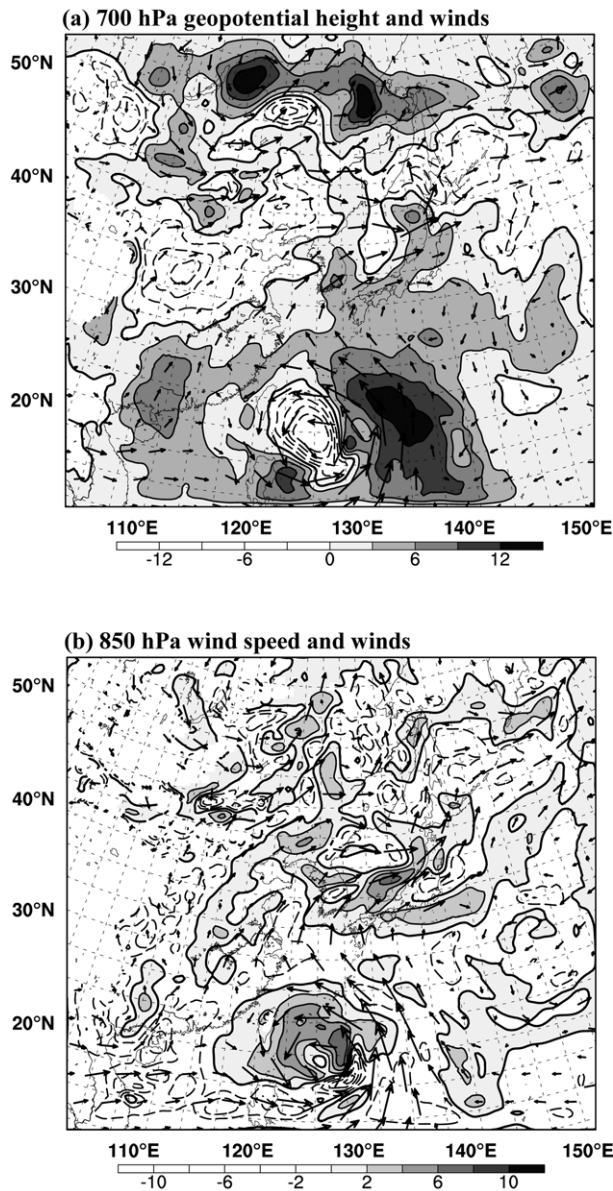 (a) 700 hPa geopotential height and winds
50°N
40°N
30°N
20°N
110°E 120°E 130°E 140°E 150°E
-12 -6 0 6 12
(b) 850 hPa wind speed and winds
50°N
40°N
30°N
20°N
110°E 120°E 130°E 140°E 150°E
-10 -6 -2 2 6 10